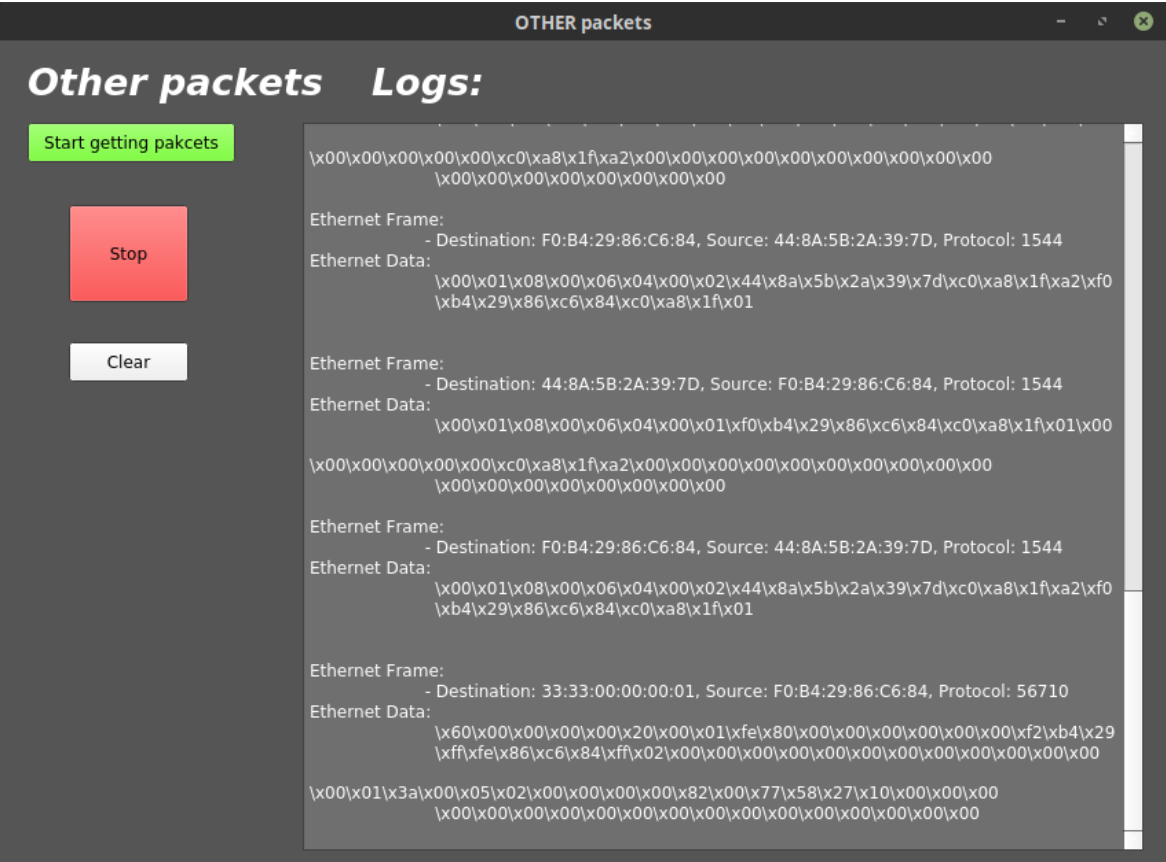 OTHER packets
Other packets Logs:
Start getting pakcets
Stop
Clear
\x00\x00\x00\x00\x00\xc0\xa8\x1f\xa2\x00\x00\x00\x00\x00\x00\x00\x00\x00\x00
\x00\x00\x00\x00\x00\x00\x00\x00
Ethernet Frame:
- Destination: F0:B4:29:86:C6:84, Source: 44:8A:5B:2A:39:7D, Protocol: 1544
Ethernet Data:
\x00\x01\x08\x00\x06\x04\x00\x02\x44\x8a\x5b\x2a\x39\x7d\xc0\xa8\x1f\xa2\xf0
\xb4\x29\x86\xc6\x84\xc0\xa8\x1f\x01
Ethernet Frame:
- Destination: 44:8A:5B:2A:39:7D, Source: F0:B4:29:86:C6:84, Protocol: 1544
Ethernet Data:
\x00\x01\x08\x00\x06\x04\x00\x01\xf0\xb4\x29\x86\xc6\x84\xc0\xa8\x1f\x01\x00
\x00\x00\x00\x00\x00\xc0\xa8\x1f\xa2\x00\x00\x00\x00\x00\x00\x00\x00\x00\x00
\x00\x00\x00\x00\x00\x00\x00\x00
Ethernet Frame:
- Destination: F0:B4:29:86:C6:84, Source: 44:8A:5B:2A:39:7D, Protocol: 1544
Ethernet Data:
\x00\x01\x08\x00\x06\x04\x00\x02\x44\x8a\x5b\x2a\x39\x7d\xc0\xa8\x1f\xa2\xf0
\xb4\x29\x86\xc6\x84\xc0\xa8\x1f\x01
Ethernet Frame:
- Destination: 33:33:00:00:00:01, Source: F0:B4:29:86:C6:84, Protocol: 56710
Ethernet Data:
\x60\x00\x00\x00\x00\x20\x00\x01\xfe\x80\x00\x00\x00\x00\x00\x00\xf2\xb4\x29
\xff\xfe\x86\xc6\x84\xff\x02\x00\x00\x00\x00\x00\x00\x00\x00\x00\x00\x00\x00
\x00\x01\x3a\x00\x05\x02\x00\x00\x00\x00\x82\x00\x77\x58\x27\x10\x00\x00\x00
\x00\x00\x00\x00\x00\x00\x00\x00\x00\x00\x00\x00\x00\x00\x00